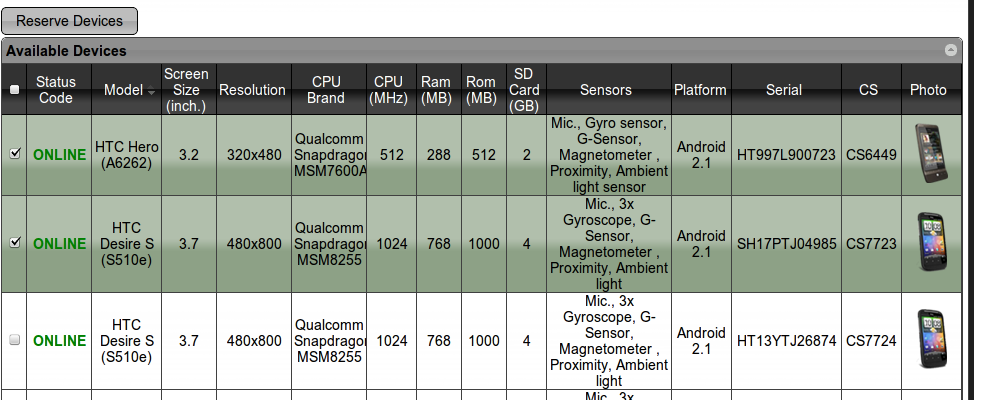 Reserve Devices
Available Devices
Status Code Model Screen Size (inch.) Resolution CPU Brand CPU (MHz) Ram (MB) Rom (MB) SD Card (GB) Sensors Platform Serial CS Photo
ONLINE HTC Hero (A6262) 3.2 320x480 Qualcomm Snapdragon MSM7600A 512 288 512 2 Mic., Gyro sensor, G-Sensor, Magnetometer , Proximity, Ambient light sensor Android 2.1 HT997L900723 CS6449
ONLINE HTC Desire S (S510e) 3.7 480x800 Qualcomm Snapdragon MSM8255 1024 768 1000 4 Mic., 3x Gyroscope, G-Sensor, Magnetometer , Proximity, Ambient light Android 2.1 SH17PTJ04985 CS7723
ONLINE HTC Desire S (S510e) 3.7 480x800 Qualcomm Snapdragon MSM8255 1024 768 1000 4 Mic., 3x Gyroscope, G-Sensor, Magnetometer , Proximity, Ambient light Android 2.1 HT13YTJ26874 CS7724
Mic., 3x